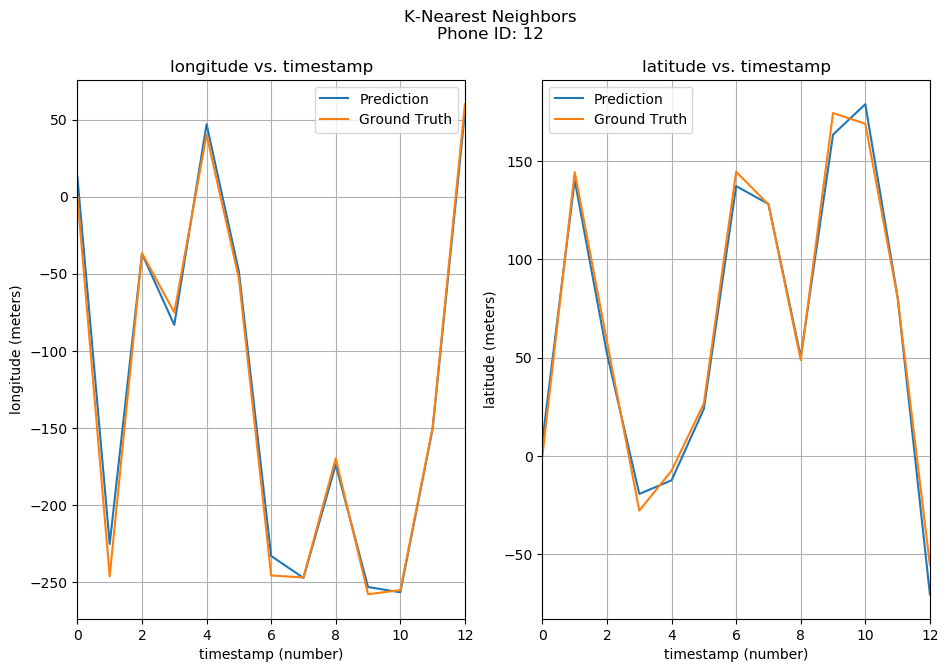 K-Nearest Neighbors
Phone ID: 12
longitude vs. timestamp
Prediction
Ground Truth
longitude (meters)
50
0
−50
−100
−150
−200
−250
0 2 4 6 8 10 12
timestamp (number)
latitude vs. timestamp
Prediction
Ground Truth
latitude (meters)
150
100
50
0
−50
0 2 4 6 8 10 12
timestamp (number)